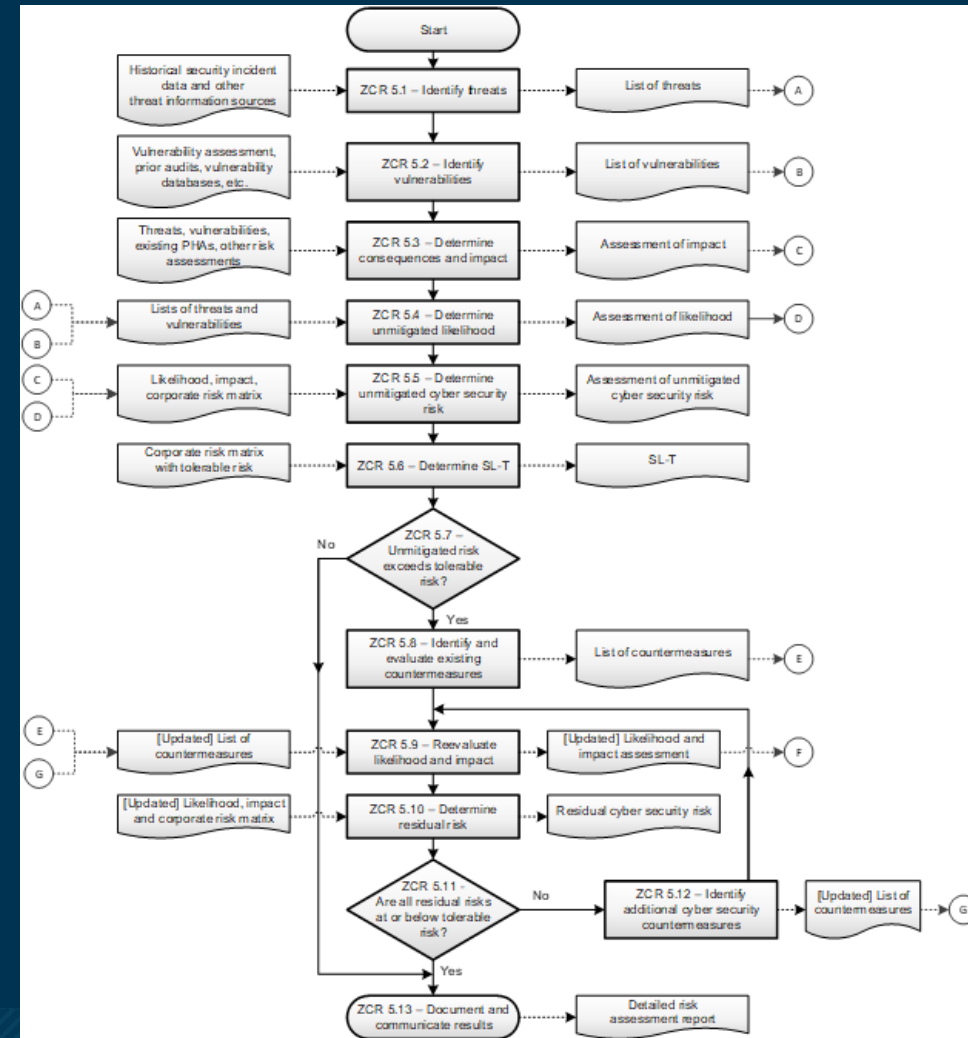 Start
Historical security incident
data and other
threat information sources
ZCR 5.1 – Identify threats
List of threats
A
Vulnerability assessment,
prior audits, vulnerability
databases, etc.
ZCR 5.2 – Identify
vulnerabilities
List of vulnerabilities
B
Threats, vulnerabilities,
existing PHAs, other risk
assessments
ZCR 5.3 – Determine
consequences and impact
Assessment of impact
C
A
B
Lists of threats and
vulnerabilities
ZCR 5.4 – Determine
unmitigated likelihood
Assessment of likelihood
D
C
D
Likelihood, impact,
corporate risk matrix
ZCR 5.5 – Determine
unmitigated cyber security
risk
Assessment of unmitigated
cyber security risk
Corporate risk matrix
with tolerable risk
ZCR 5.6 – Determine SL-T
SL-T
ZCR 5.7 –
Unmitigated risk
exceeds tolerable
risk?
No
Yes
ZCR 5.8 – Identify and
evaluate existing
countermeasures
List of countermeasures
E
E
G
[Updated] List of
countermeasures
ZCR 5.9 – Reevaluate
likelihood and impact
[Updated] Likelihood and
impact assessment
F
[Updated] Likelihood, impact
and corporate risk matrix
ZCR 5.10 – Determine
residual risk
Residual cyber security risk
ZCR 5.11 -
Are all residual risks
at or below tolerable
risk?
No
ZCR 5.12 – Identify
additional cyber security
countermeasures
[Updated] List of
countermeasures
G
Yes
ZCR 5.13 – Document and
communicate results
Detailed risk
assessment report